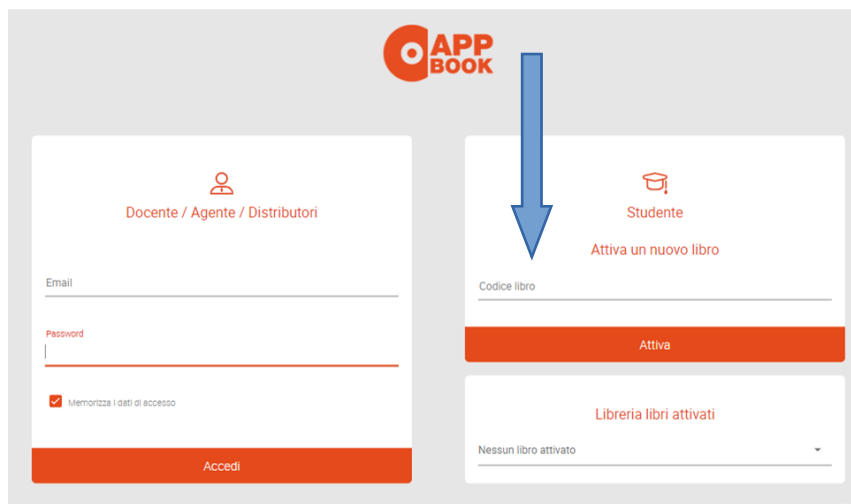 APP
BOOK
Docente / Agente / Distributori
Email
Password
Memorizza i dati di accesso
Accedi
Studente
Attiva un nuovo libro
Codice libro
Attiva
Libreria libri attivati
Nessun libro attivato